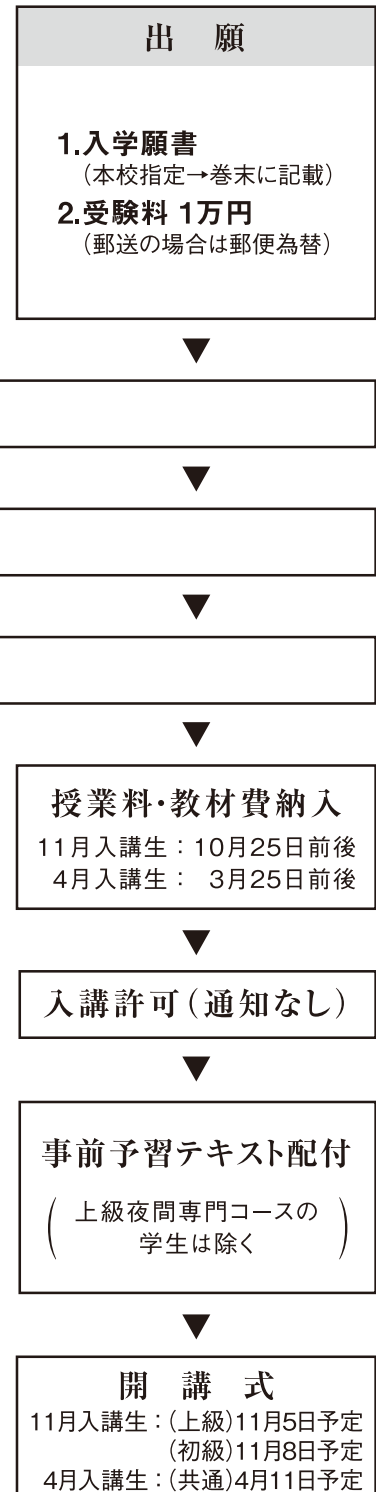 出 願
1.入学願書
(本校指定→巻末に記載)
2.受験料 1万円
(郵送の場合は郵便為替)
▼
▼
▼
▼
授業料・教材費納入
11月入講生：10月25日前後
4月入講生： 3月25日前後
▼
入講許可(通知なし)
▼
事前予習テキスト配付
(上級夜間専門コースの
学生は除く)
▼
開 講 式
11月入講生：(上級)11月5日予定
(初級)11月8日予定
4月入講生：(共通)4月11日予定